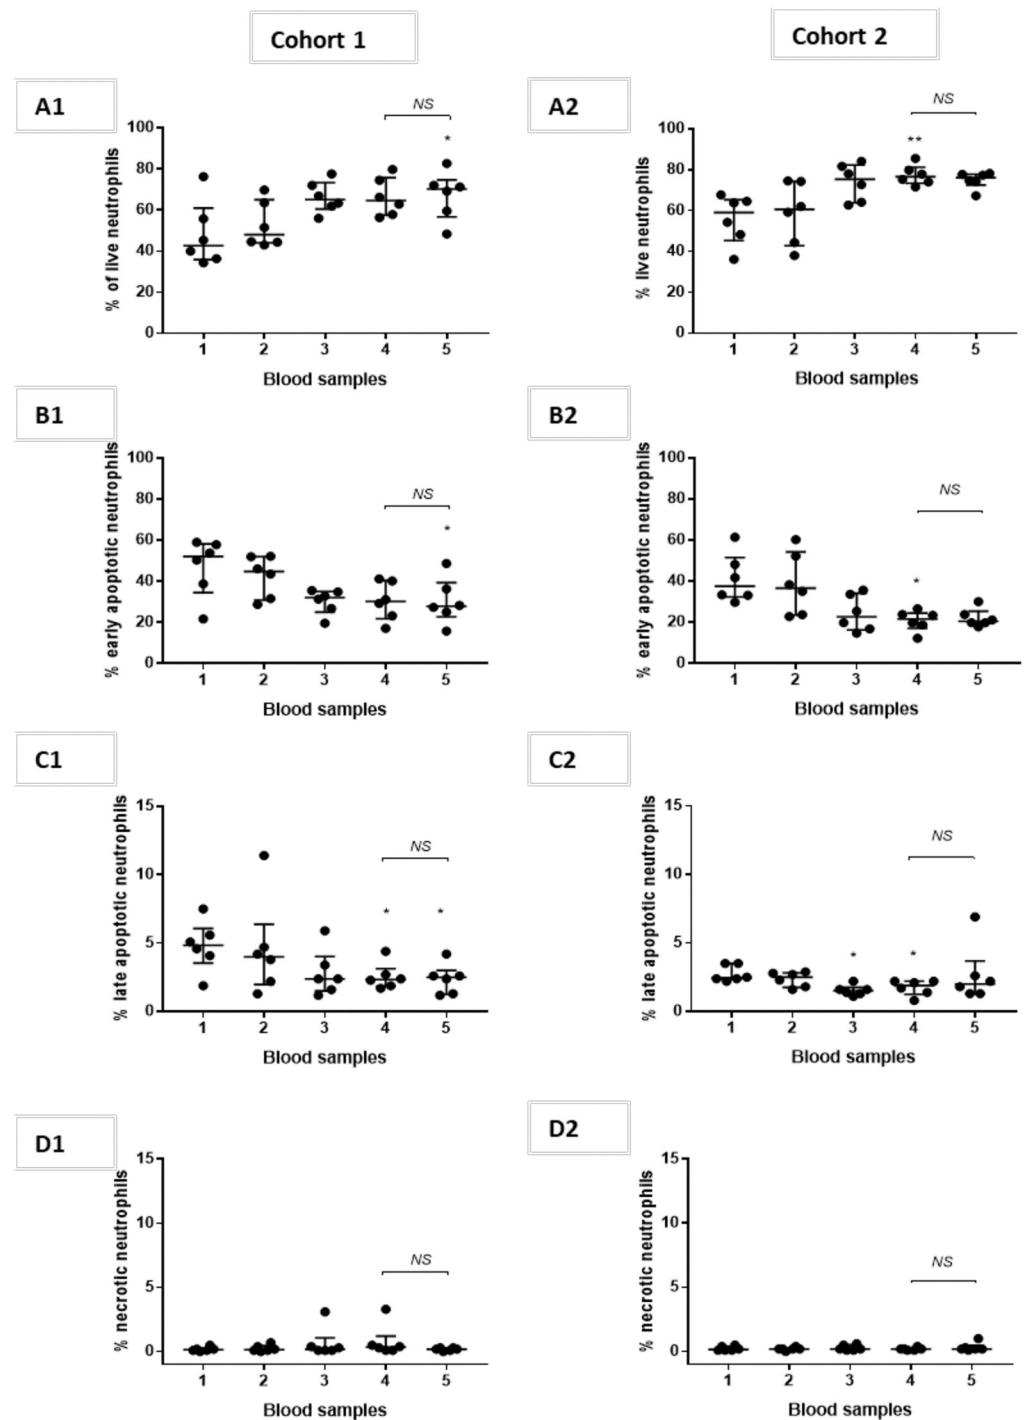 Cohort 1
Cohort 2
A1
% of live neutrophils
100
80
60
40
20
0
NS
*
1 2 3 4 5
Blood samples
A2
% live neutrophils
100
80
60
40
20
0
NS
**
1 2 3 4 5
Blood samples
B1
% early apoptotic neutrophils
100
80
60
40
20
0
NS
*
1 2 3 4 5
Blood samples
B2
% early apoptotic neutrophils
100
80
60
40
20
0
NS
*
1 2 3 4 5
Blood samples
C1
% late apoptotic neutrophils
15
10
5
0
NS
* *
1 2 3 4 5
Blood samples
C2
% late apoptotic neutrophils
15
10
5
0
NS
* *
1 2 3 4 5
Blood samples
D1
% necrotic neutrophils
15
10
5
0
NS
1 2 3 4 5
Blood samples
D2
% necrotic neutrophils
15
10
5
0
NS
1 2 3 4 5
Blood samples